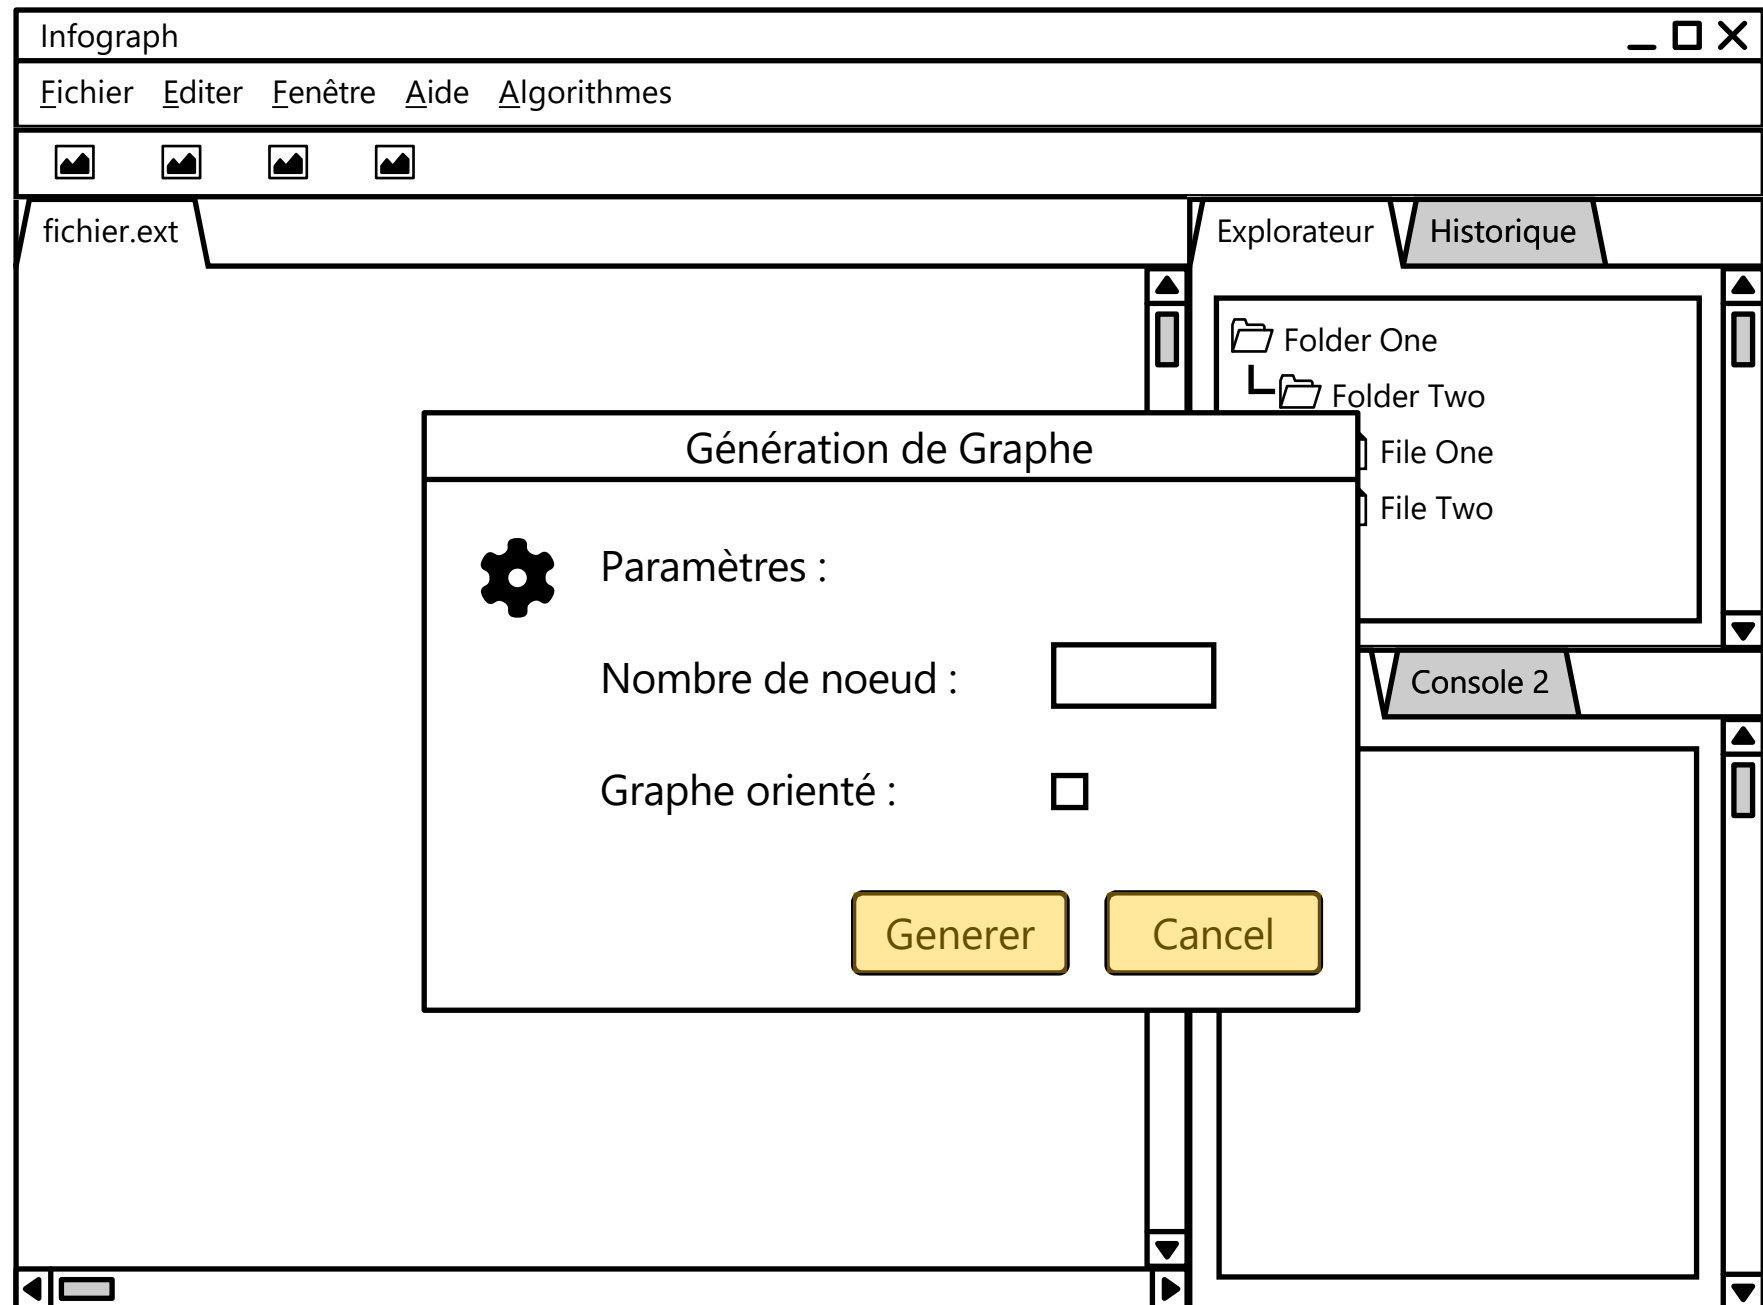 Infograph
Fichier Editer Fenêtre Aide Algorithmes
fichier.ext
Explorateur Historique
Folder One
Folder Two
File One
File Two
Génération de Graphe
Paramètres :
Nombre de noeud :
Graphe orienté :
Generer Cancel
Console 2